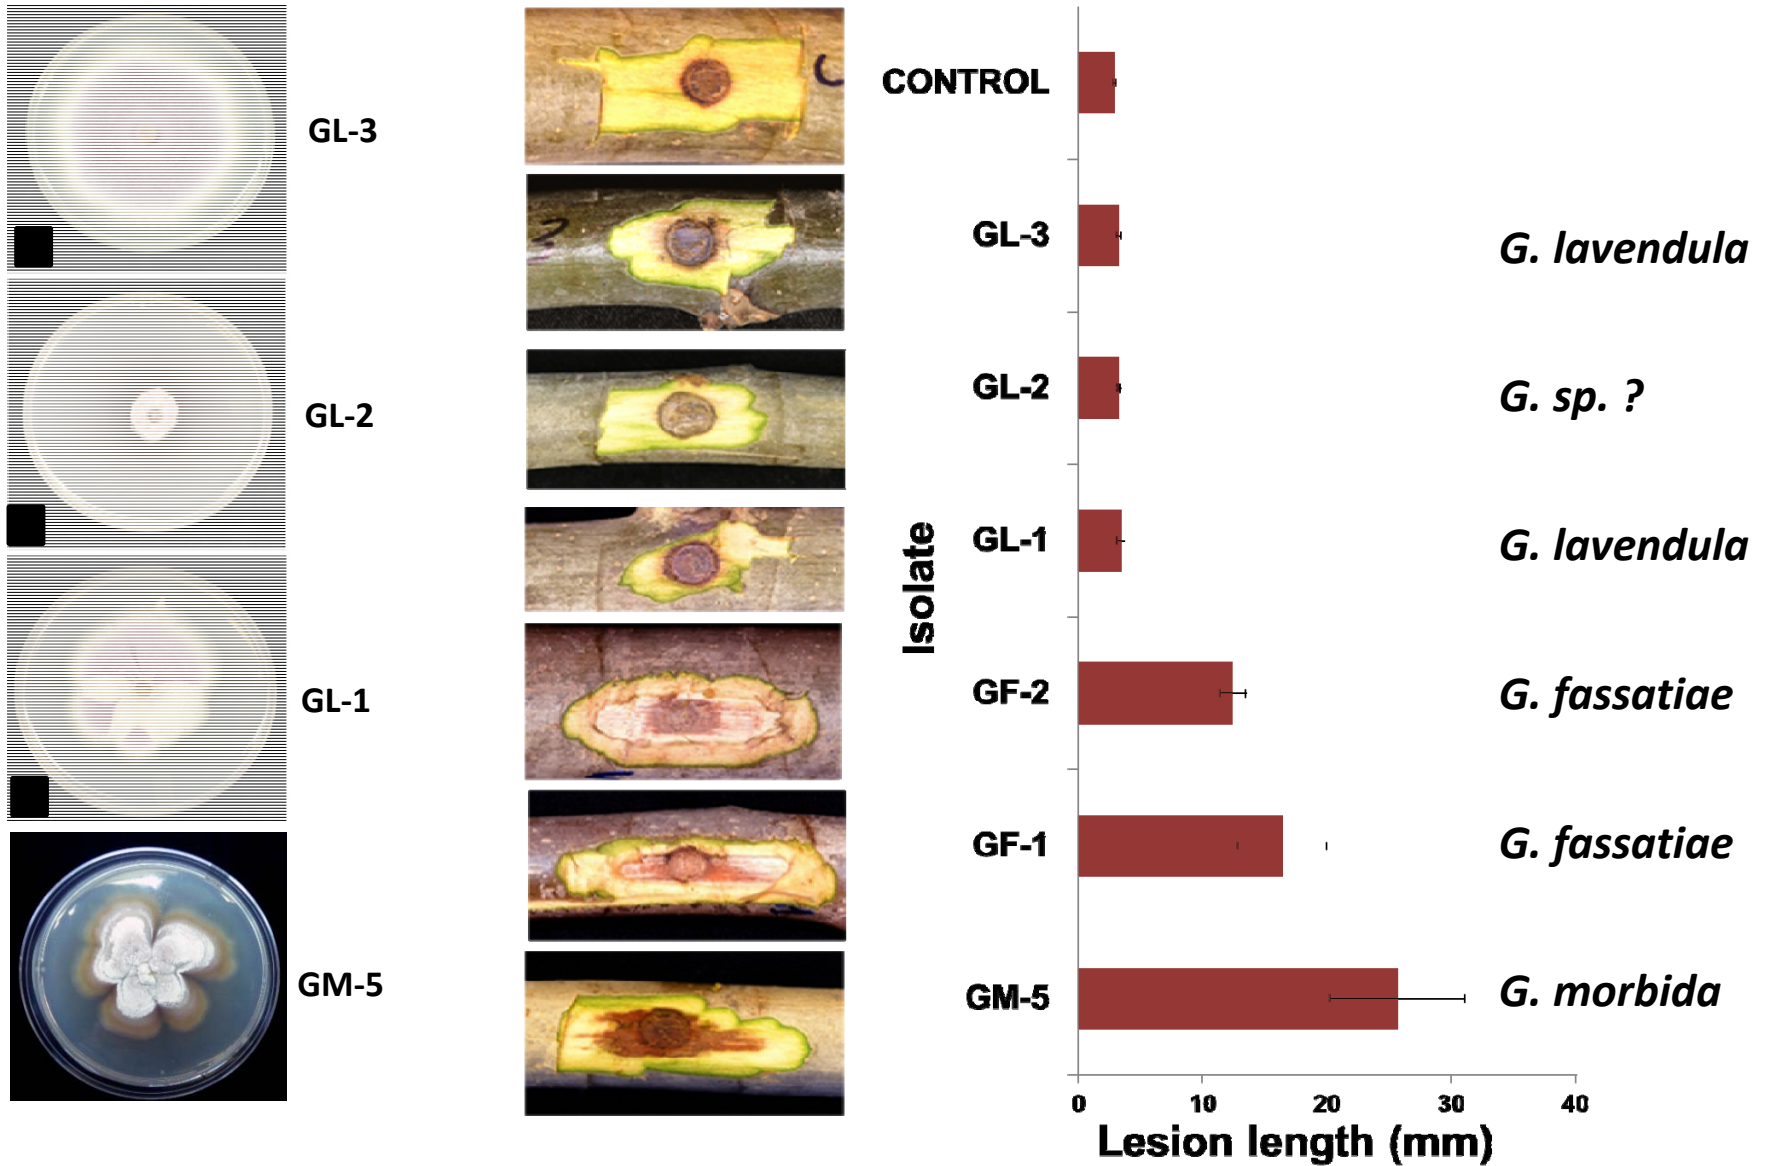 GL-3
GL-2
GL-1
GM-5
CONTROL
GL-3
GL-2
GL-1
GF-2
GF-1
GM-5
Isolate
0 10 20 30 40
Lesion length (mm)
G. lavendula
G. sp. ?
G. lavendula
G. fassatiae
G. fassatiae
G. morbida